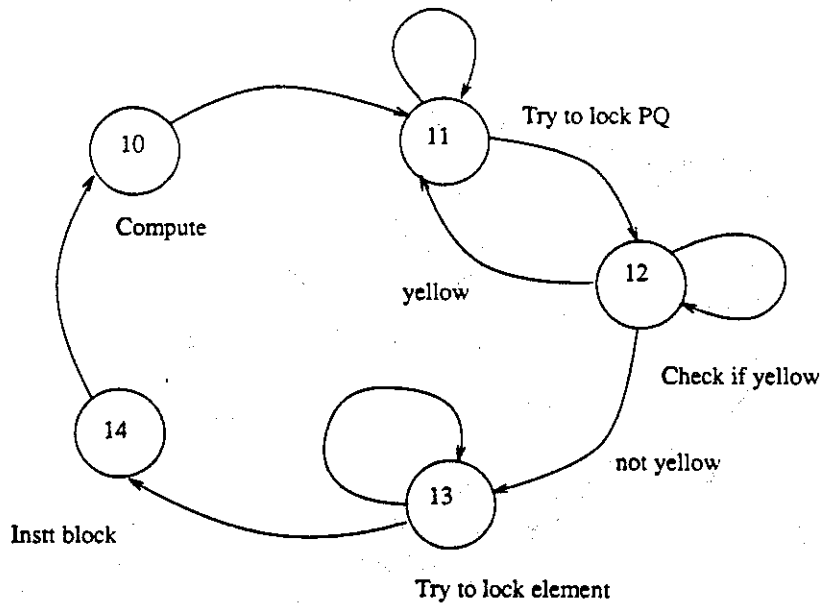 11
Try to lock PQ
10
Compute
12
yellow
Check if yellow
14
not yellow
13
Instt block
Try to lock element